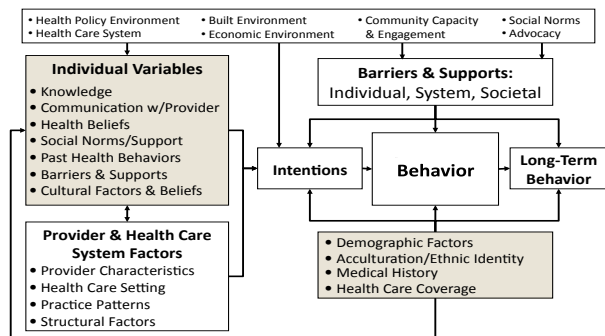 • Health Policy Environment
• Health Care System
• Built Environment
• Economic Environment
• Community Capacity
& Engagement
• Social Norms
• Advocacy
Individual Variables
• Knowledge
• Communication w/Provider
• Health Beliefs
• Social Norms/Support
• Past Health Behaviors
• Barriers & Supports
• Cultural Factors & Beliefs
Provider & Health Care
System Factors
• Provider Characteristics
• Health Care Setting
• Practice Patterns
• Structural Factors
Barriers & Supports:
Individual, System, Societal
Intentions
Behavior
Long-Term
Behavior
• Demographic Factors
• Acculturation/Ethnic Identity
• Medical History
• Health Care Coverage